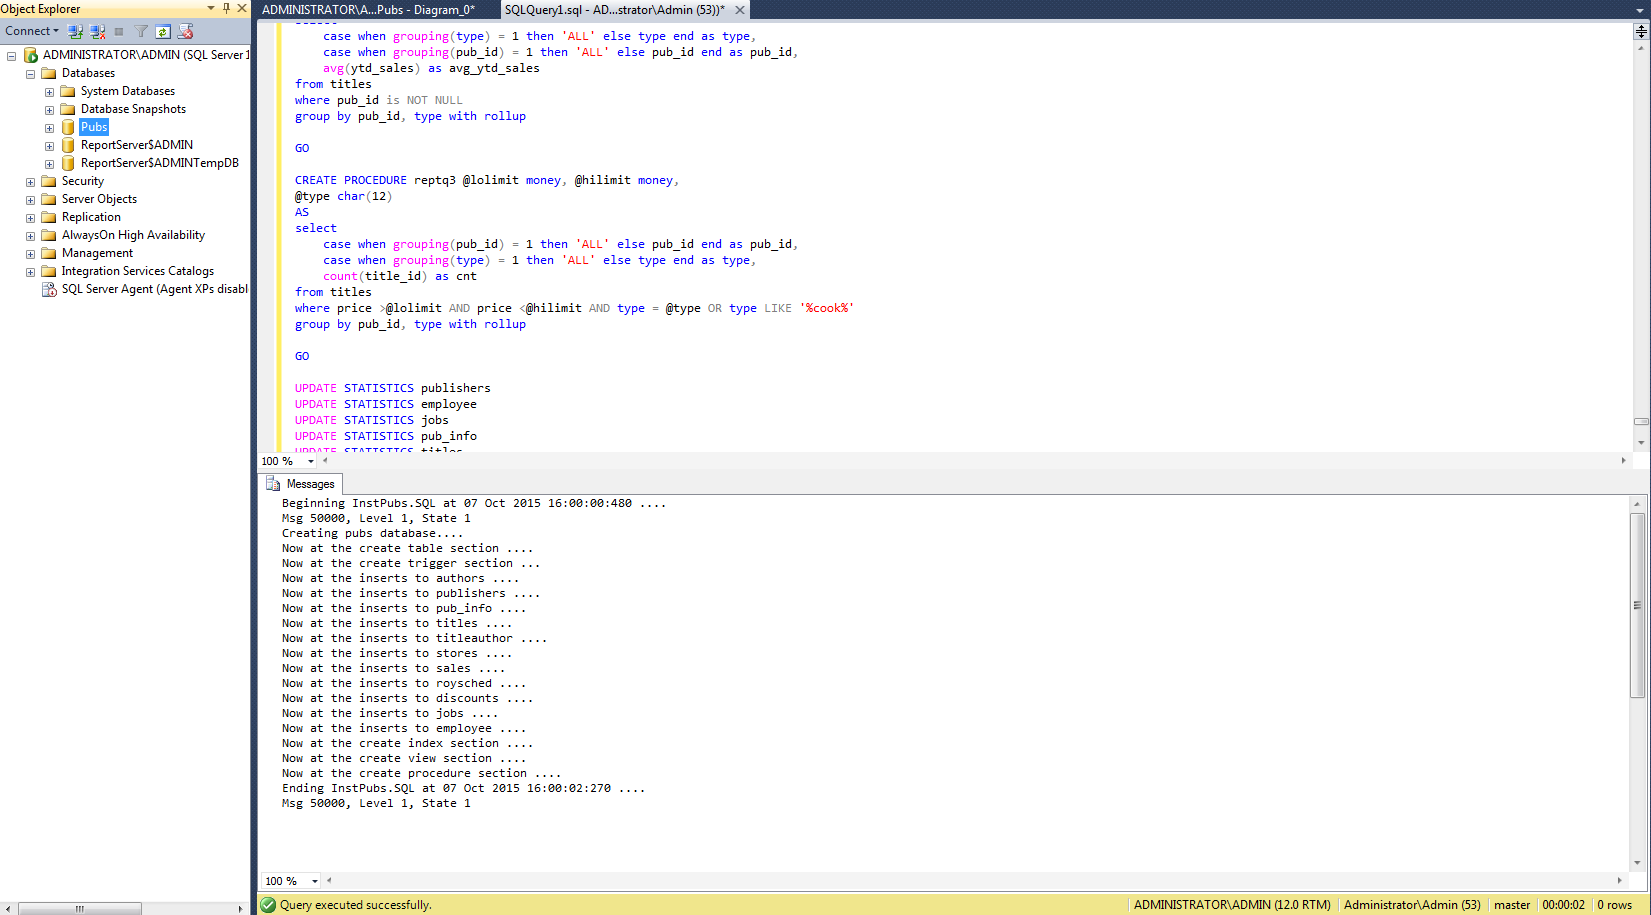 Object Explorer
Connect
ADMINISTRATOR\ADMIN (SQL Server 1
Databases
System Databases
Database Snapshots
Pubs
ReportServer$ADMIN
ReportServer$ADMINTempDB
Security
Server Objects
Replication
AlwaysOn High Availability
Management
Integration Services Catalogs
SQL Server Agent (Agent XPs disabl
ADMINISTRATOR\A...Pubs - Diagram_0*
SQLQuery1.sql - AD...strator\Admin (53))*
select
case when grouping(type) = 1 then 'ALL' else type end as type,
case when grouping(pub_id) = 1 then 'ALL' else pub_id end as pub_id,
avg(ytd_sales) as avg_ytd_sales
from titles
where pub_id is NOT NULL
group by pub_id, type with rollup
GO
CREATE PROCEDURE reptq3 @lolimit money, @hilimit money,
@type char(12)
AS
select
case when grouping(pub_id) = 1 then 'ALL' else pub_id end as pub_id,
case when grouping(type) = 1 then 'ALL' else type end as type,
count(title_id) as cnt
from titles
where price >@lolimit AND price <@hilimit AND type = @type OR type LIKE '%cook%'
group by pub_id, type with rollup
GO
UPDATE STATISTICS publishers
UPDATE STATISTICS employee
UPDATE STATISTICS jobs
UPDATE STATISTICS pub_info
UPDATE STATISTICS titles
100 %
Messages
Beginning InstPubs.SQL at 07 Oct 2015 16:00:00:480 ....
Msg 50000, Level 1, State 1
Creating pubs database....
Now at the create table section ....
Now at the create trigger section ...
Now at the inserts to authors ....
Now at the inserts to publishers ....
Now at the inserts to pub_info ....
Now at the inserts to titles ....
Now at the inserts to titleauthor ....
Now at the inserts to stores ....
Now at the inserts to sales ....
Now at the inserts to roysched ....
Now at the inserts to discounts ....
Now at the inserts to jobs ....
Now at the inserts to employee ....
Now at the create index section ....
Now at the create view section ....
Now at the create procedure section ....
Ending InstPubs.SQL at 07 Oct 2015 16:00:02:270 ....
Msg 50000, Level 1, State 1
100 %
Query executed successfully.
ADMINISTRATOR\ADMIN (12.0 RTM)
Administrator\Admin (53)
master
00:00:02
0 rows